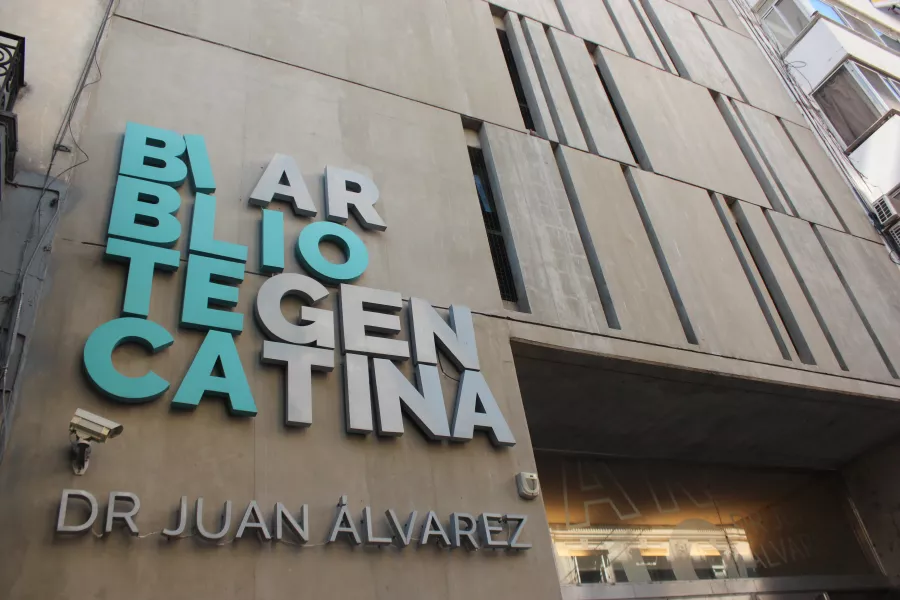 BI AR
BLIO
TE GEN
CA TINA
DR JUAN ÁLVAREZ